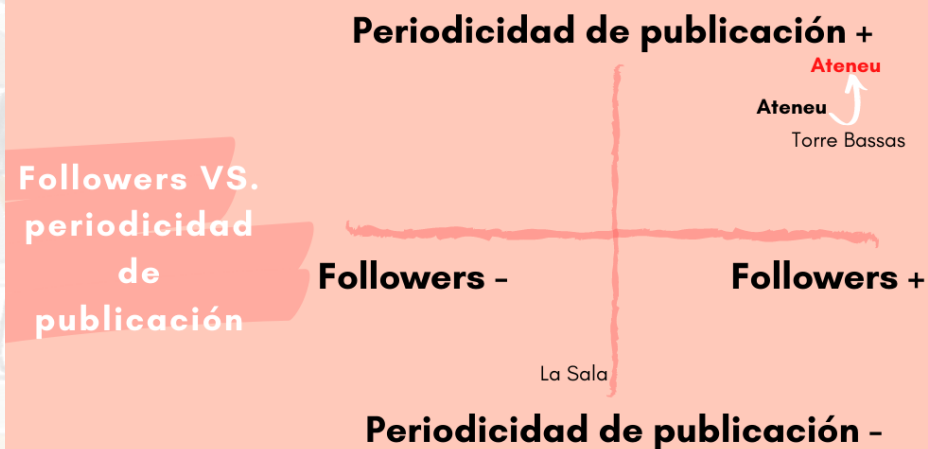 Periodicidad de publicación +
Ateneu
Ateneu
Torre Bassas
Followers VS.
periodicidad
de
publicación
Followers -
Followers +
La Sala
Periodicidad de publicación -